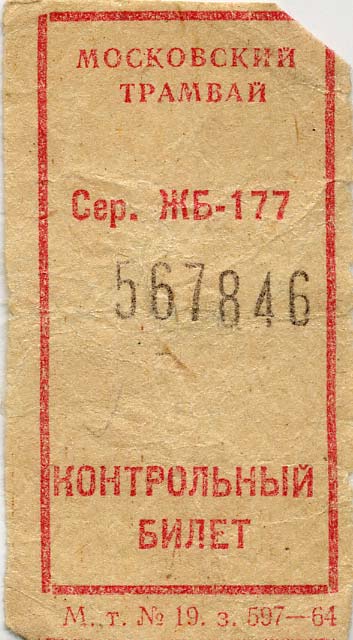 МОСКОВСКИЙ
ТРАМВАЙ
Сер. ЖБ-177
567846
КОНТРОЛЬНЫЙ
БИЛЕТ
М. т. № 19. з. 597—64